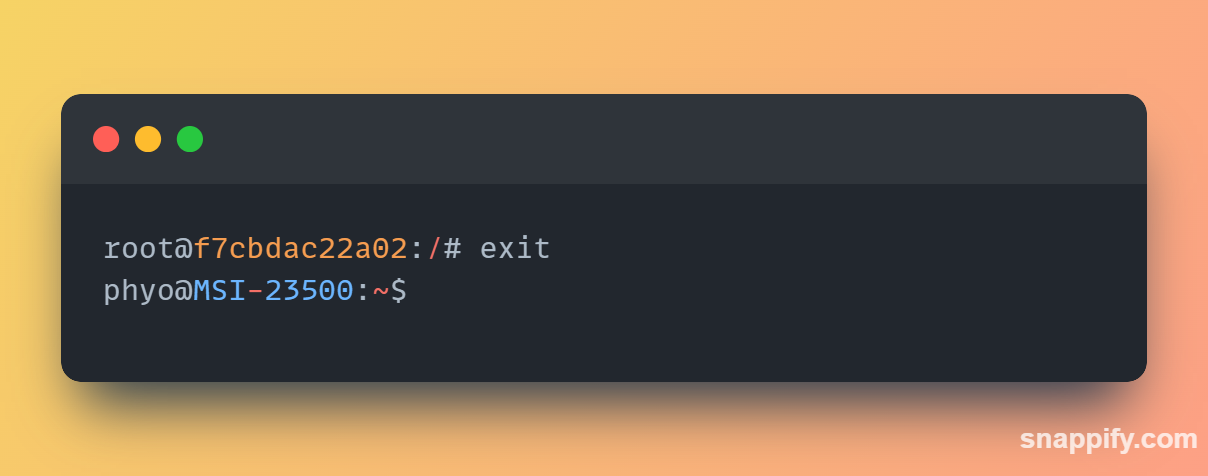 root@f7cbdac22a02:/# exit
phyo@MSI-23500:~$
snappify.com